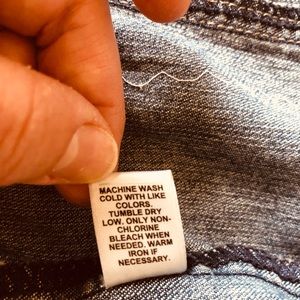 MACHINE WASH
COLD WITH LIKE
COLORS.
TUMBLE DRY
LOW. ONLY NON-
CHLORINE
BLEACH WHEN
NEEDED. WARM
IRON IF
NECESSARY.